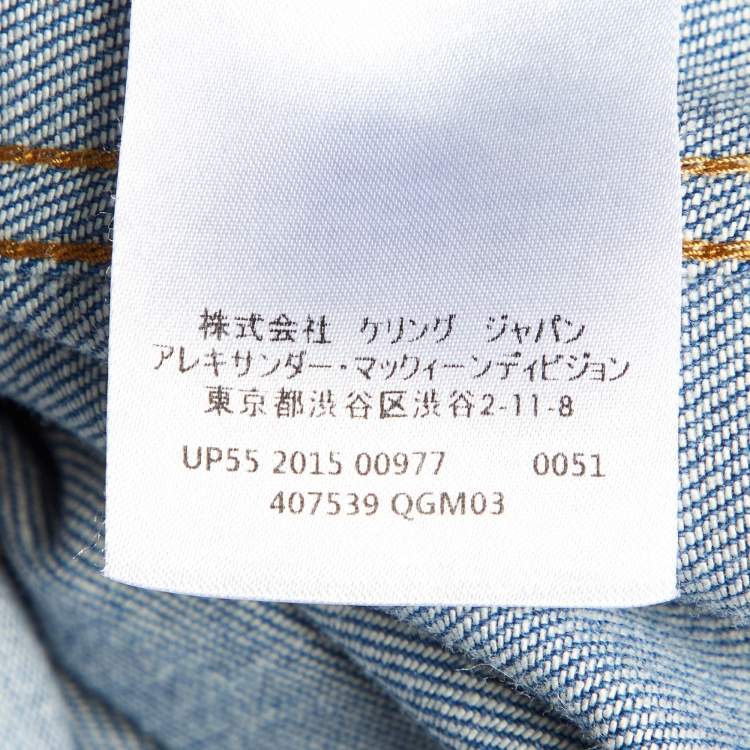 株式会社 ケリング ジャパン
アレキサンダー・マックィーンディビジョン
東京都渋谷区渋谷2-11-8
UP55 2015 00977 0051
407539 QGM03